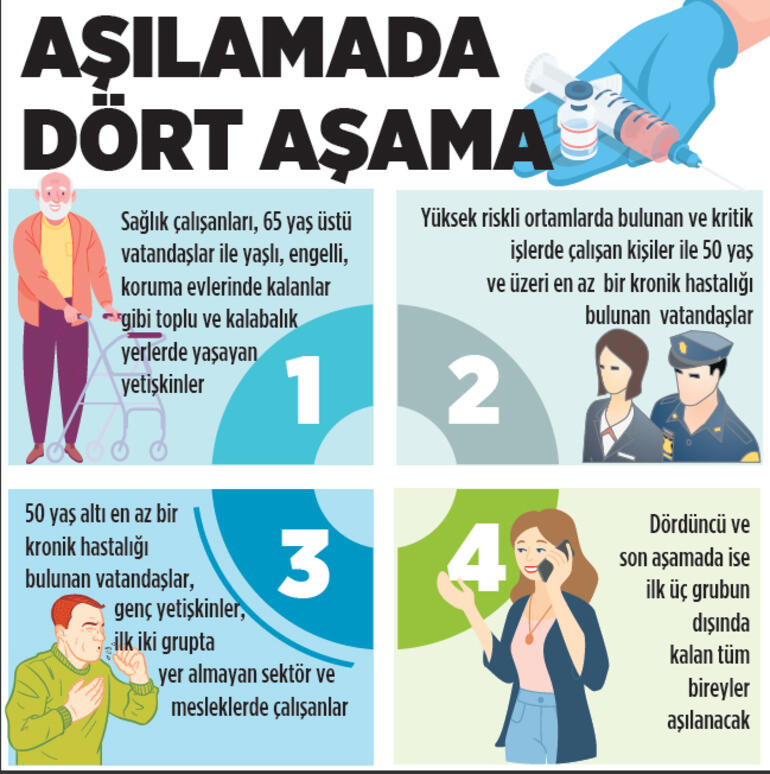 AŞILAMADA
DÖRT AŞAMA
Sağlık çalışanları, 65 yaş üstü
vatandaşlar ile yaşlı, engelli,
koruma evlerinde kalanlar
gibi toplu ve kalabalık
yerlerde yaşayan
yetişkinler
1
Yüksek riskli ortamlarda bulunan ve kritik
işlerde çalışan kişiler ile 50 yaş
ve üzeri en az bir kronik hastalığı
bulunan vatandaşlar
2
50 yaş altı en az bir
kronik hastalığı
bulunan vatandaşlar,
genç yetişkinler,
ilk iki grupta
yer almayan sektör ve
mesleklerde çalışanlar
3
Dördüncü ve
son aşamada ise
ilk üç grubun
dışında
kalan tüm
bireyler
aşılanacak
4